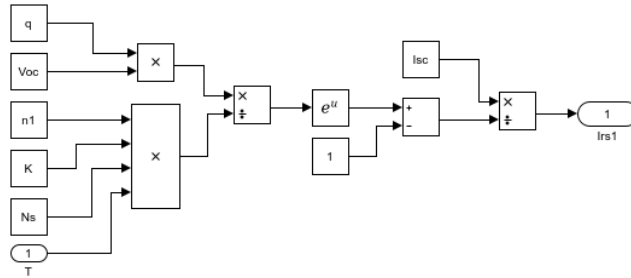 q
Voc
×
n1
K
Ns
1
T
×
×
÷
e^u
1
Isc
+
−
×
÷
1
Irs1